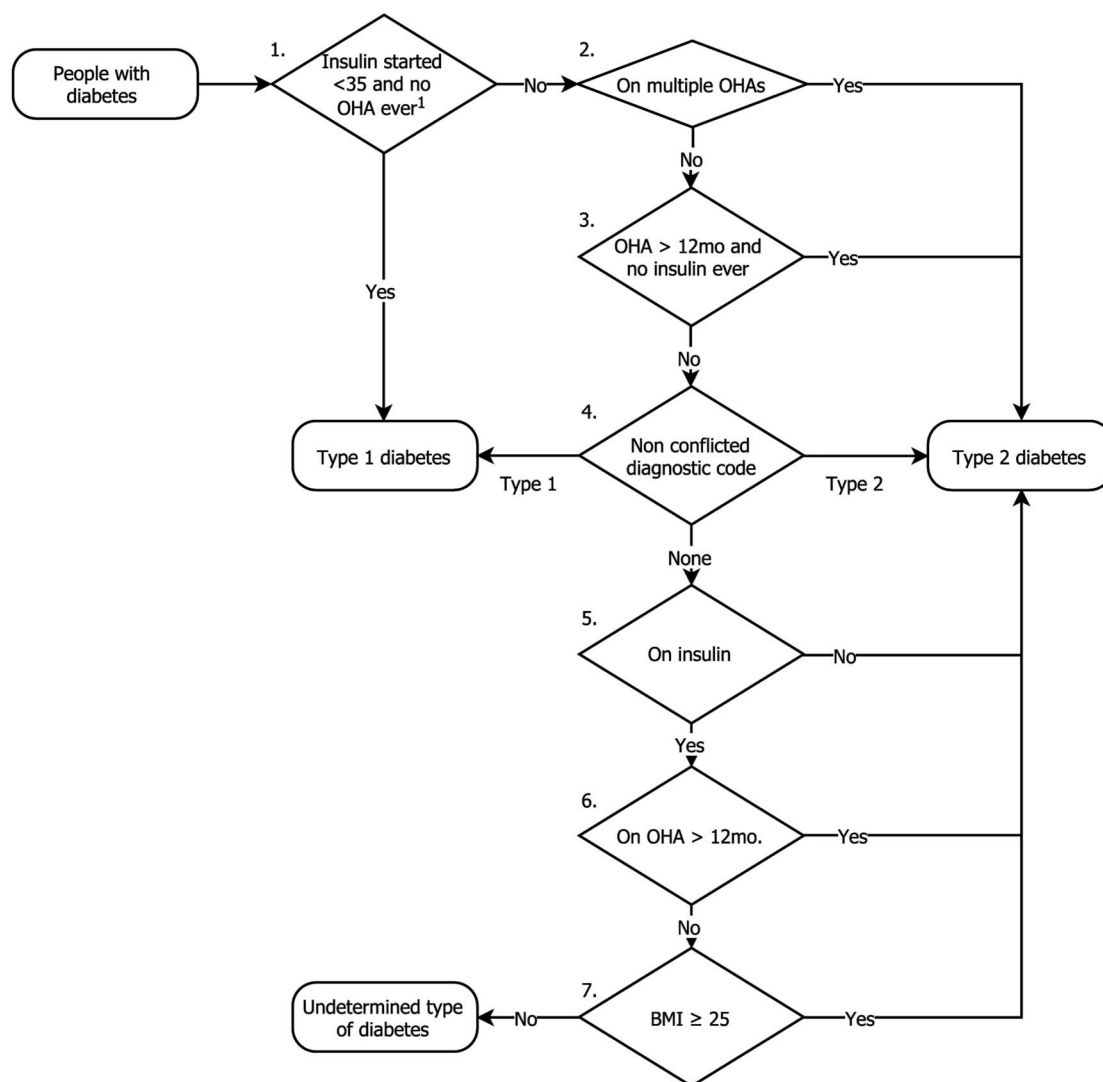 People with
diabetes
1.
Insulin started
<35 and no
OHA ever¹
No
2.
On multiple OHAs
Yes
No
3.
OHA > 12mo and
no insulin ever
Yes
Yes
No
4.
Non conflicted
diagnostic code
Type 1 diabetes
Type 1
Type 2
Type 2 diabetes
None
5.
On insulin
No
Yes
6.
On OHA > 12mo.
Yes
No
7.
BMI ≥ 25
Undetermined type
of diabetes
No
Yes